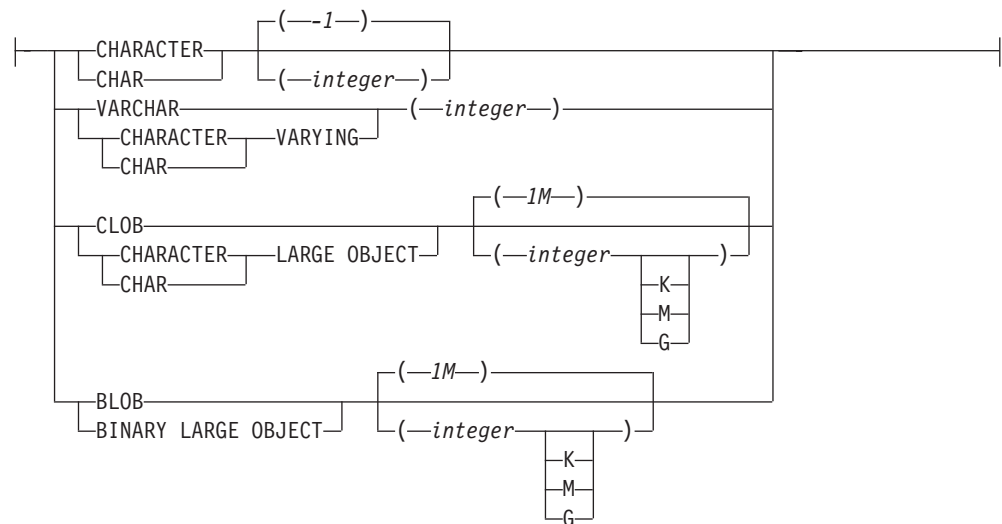 ( -1 )
CHARACTER
CHAR ( integer )
VARCHAR ( integer )
CHARACTER VARYING
CHAR
( 1M )
CLOB
CHARACTER LARGE OBJECT ( integer )
CHAR K
M
G
( 1M )
BLOB
BINARY LARGE OBJECT ( integer )
K
M
G